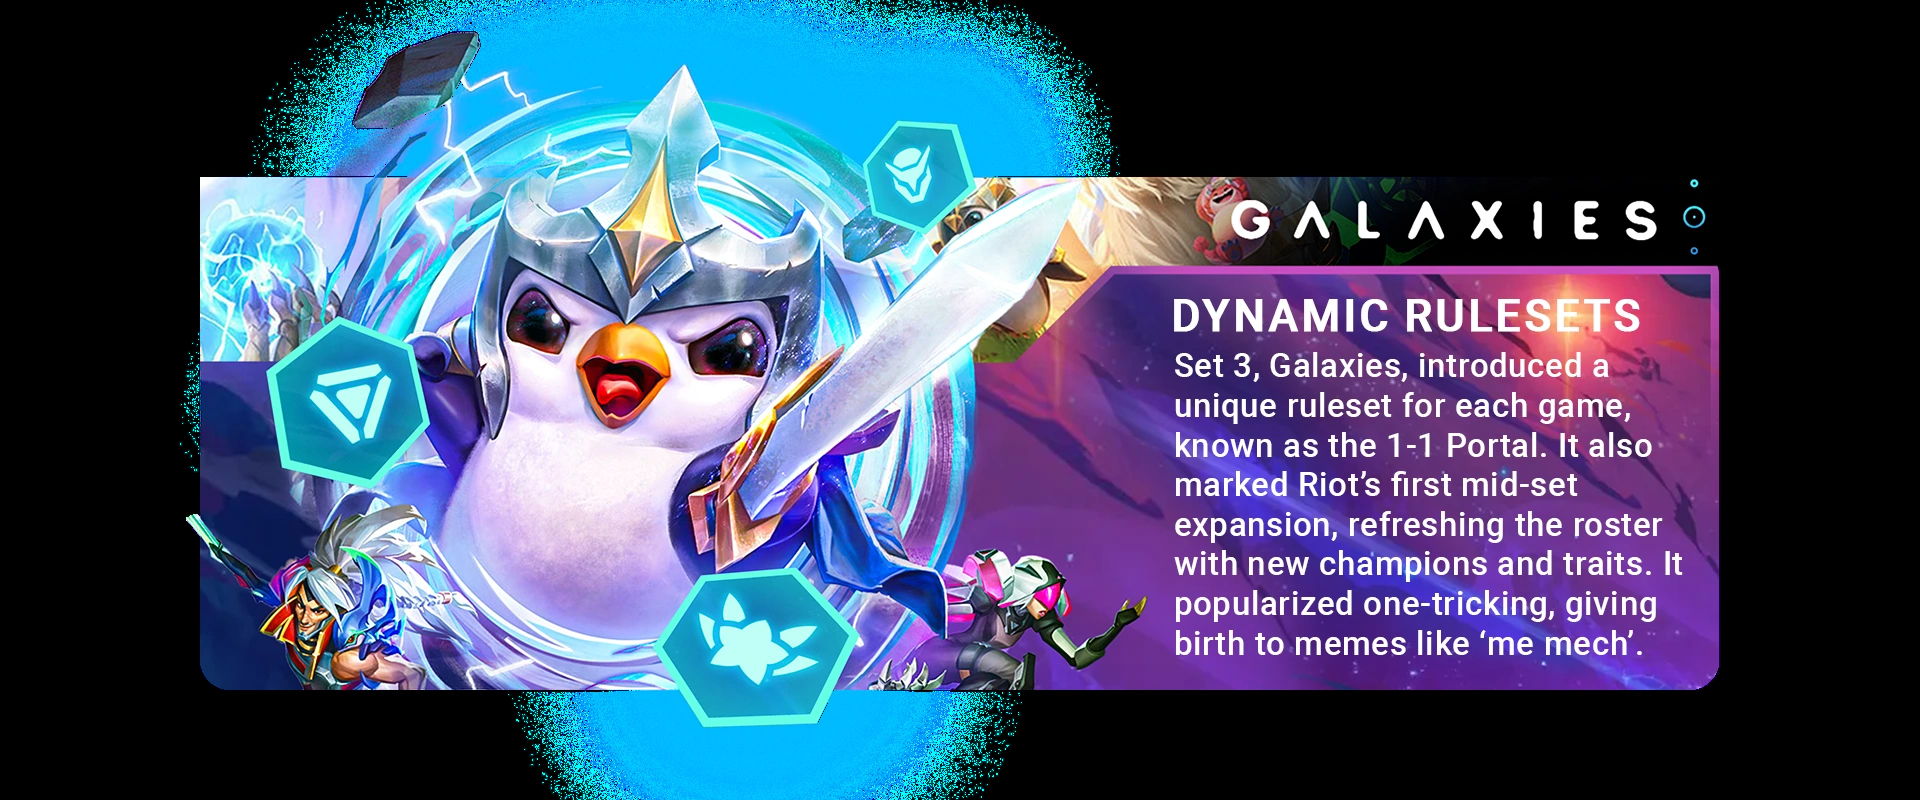 GALAXIES
DYNAMIC RULESETS
Set 3, Galaxies, introduced a
unique ruleset for each game,
known as the 1-1 Portal. It also
marked Riot’s first mid-set
expansion, refreshing the roster
with new champions and traits. It
popularized one-tricking, giving
birth to memes like ‘me mech’.